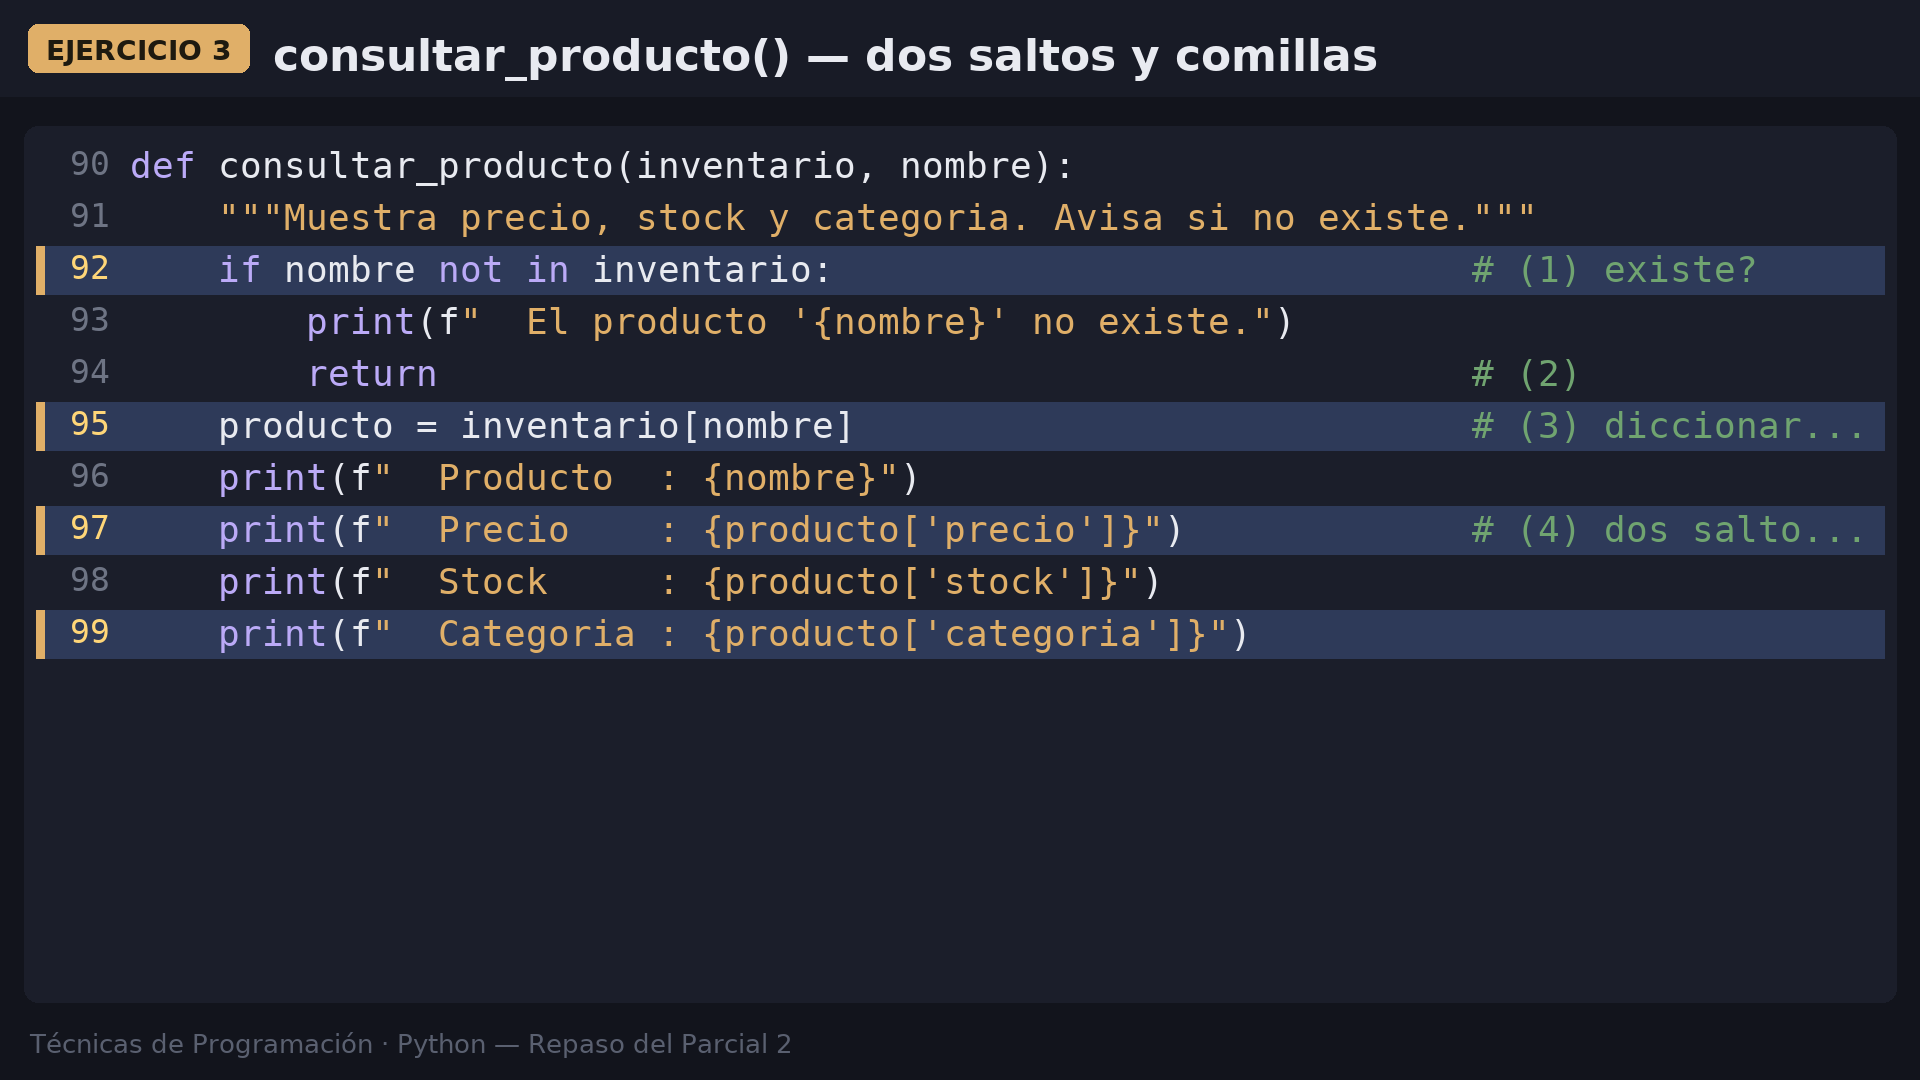 EJERCICIO 3 consultar_producto() — dos saltos y comillas
90 def consultar_producto(inventario, nombre):
91     """Muestra precio, stock y categoria. Avisa si no existe."""
92     if nombre not in inventario:                             # (1) existe?
93         print(f"  El producto '{nombre}' no existe.")
94         return                                               # (2)
95     producto = inventario[nombre]                            # (3) diccionar...
96     print(f"  Producto  : {nombre}")
97     print(f"  Precio    : {producto['precio']}")             # (4) dos salto...
98     print(f"  Stock     : {producto['stock']}")
99     print(f"  Categoria : {producto['categoria']}")
Técnicas de Programación · Python — Repaso del Parcial 2